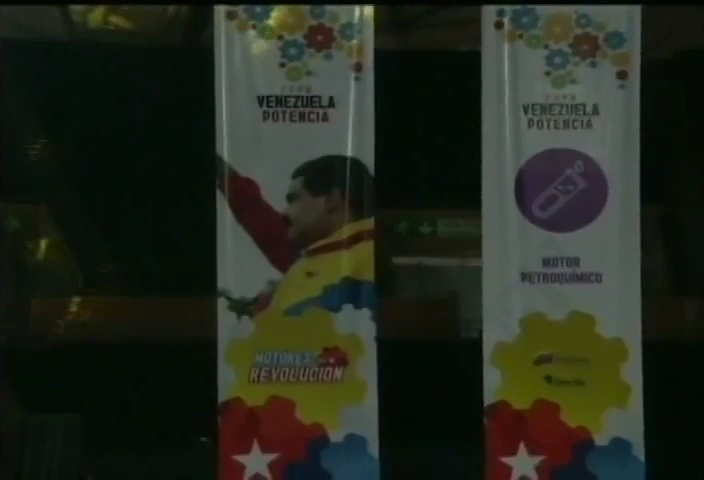 VENEZUELA
POTENCIA
MOTORES
REVOLUCIÓN
VENEZUELA
POTENCIA
MOTOR
PETROQUÍMICO